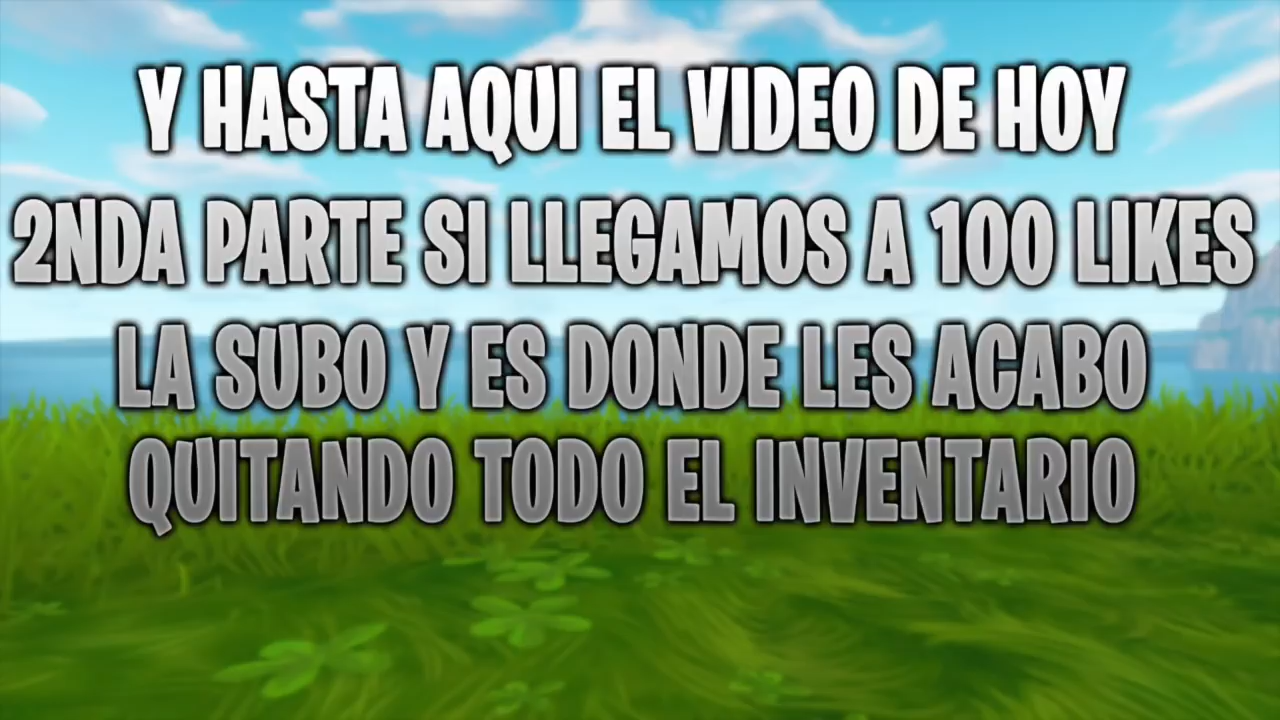 Y HASTA AQUI EL VIDEO DE HOY
2NDA PARTE SI LLEGAMOS A 100 LIKES
LA SUBO Y ES DONDE LES ACABO
QUITANDO TODO EL INVENTARIO